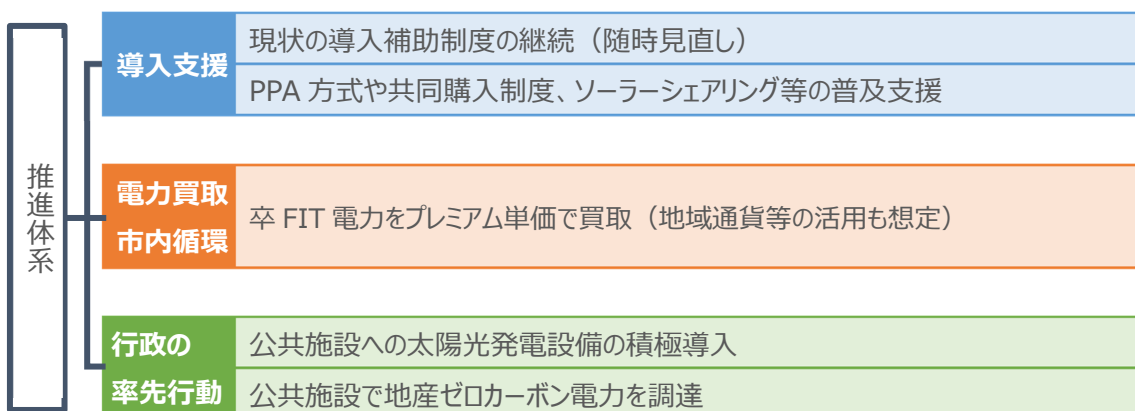 推進体系
導入支援
現状の導入補助制度の継続（随時見直し）
PPA 方式や共同購入制度、ソーラーシェアリング等の普及支援
電力買取
市内循環
卒 FIT 電力をプレミアム単価で買取（地域通貨等の活用も想定）
行政の
率先行動
公共施設への太陽光発電設備の積極導入
公共施設で地産ゼロカーボン電力を調達